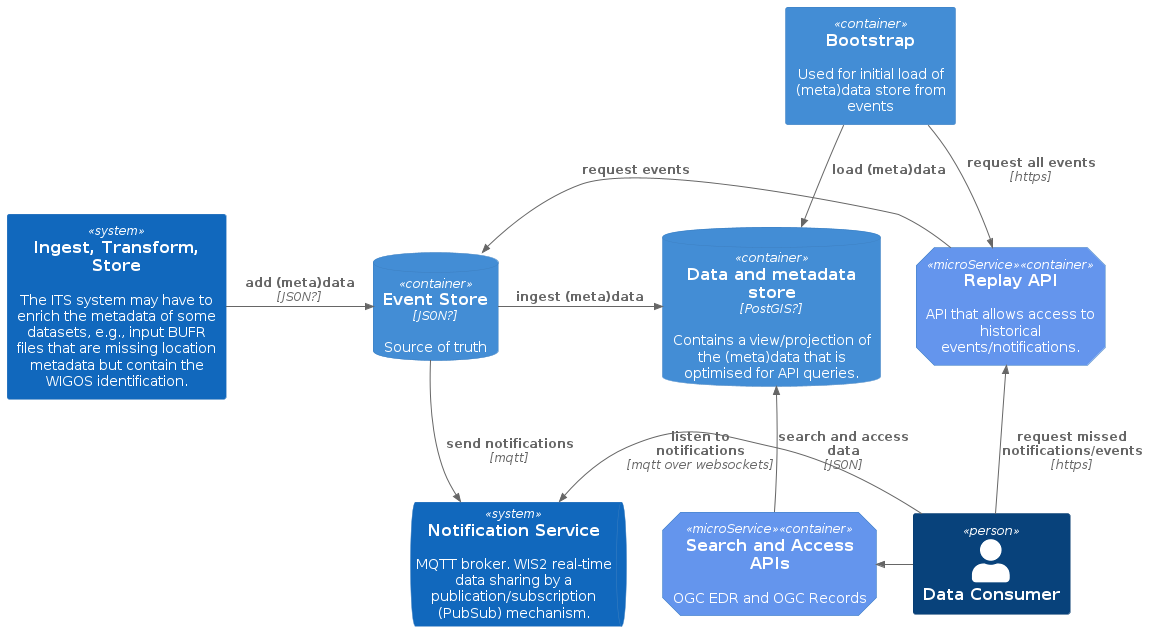 «container»
Bootstrap
Used for initial load of
(meta)data store from
events
request events
load (meta)data
request all events
[https]
«system»
Ingest, Transform,
Store
The ITS system may have to
enrich the metadata of some
datasets, e.g., input BUFR
files that are missing location
metadata but contain the
WIGOS identification.
add (meta)data
[JSON?]
«container»
Event Store
[JSON?]
Source of truth
ingest (meta)data
«container»
Data and metadata
store
[PostGIS?]
Contains a view/projection of
the (meta)data that is
optimised for API queries.
«microService»«container»
Replay API
API that allows access to
historical
events/notifications.
send notifications
[mqtt]
listen to
notifications
[mqtt over websockets]
search and access
data
[JSON]
request missed
notifications/events
[https]
«system»
Notification Service
MQTT broker. WIS2 real-time
data sharing by a
publication/subscription
(PubSub) mechanism.
«microService»«container»
Search and Access
APIs
OGC EDR and OGC Records
«person»
Data Consumer